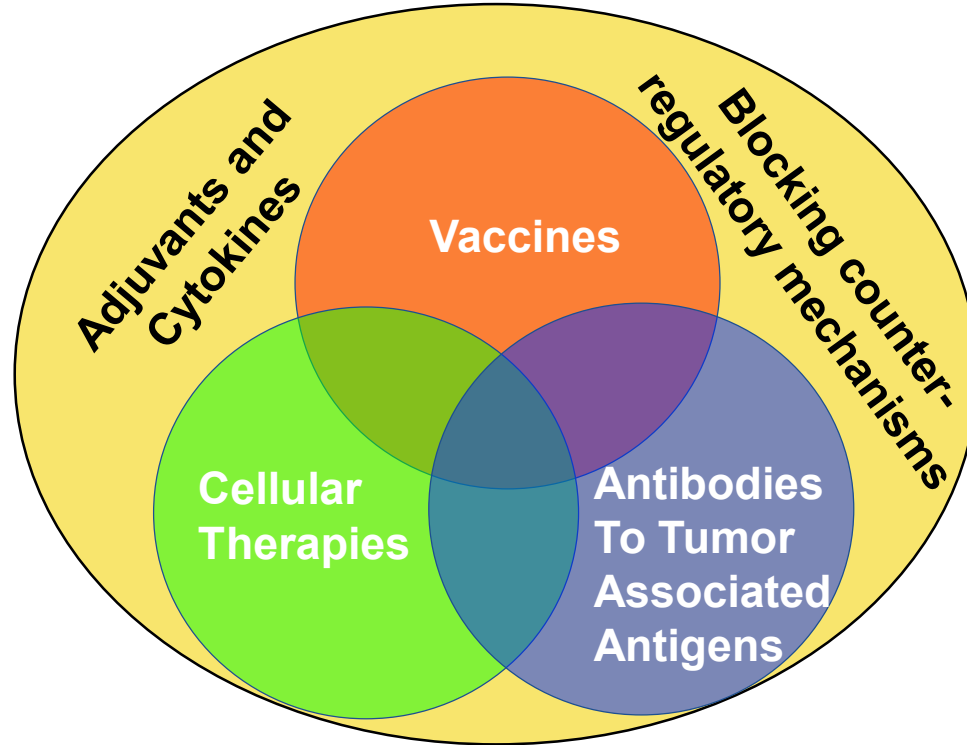 Adjuvants and
Cytokines
Blocking counter-
regulatory mechanisms
Vaccines
Cellular
Therapies
Antibodies
To Tumor
Associated
Antigens